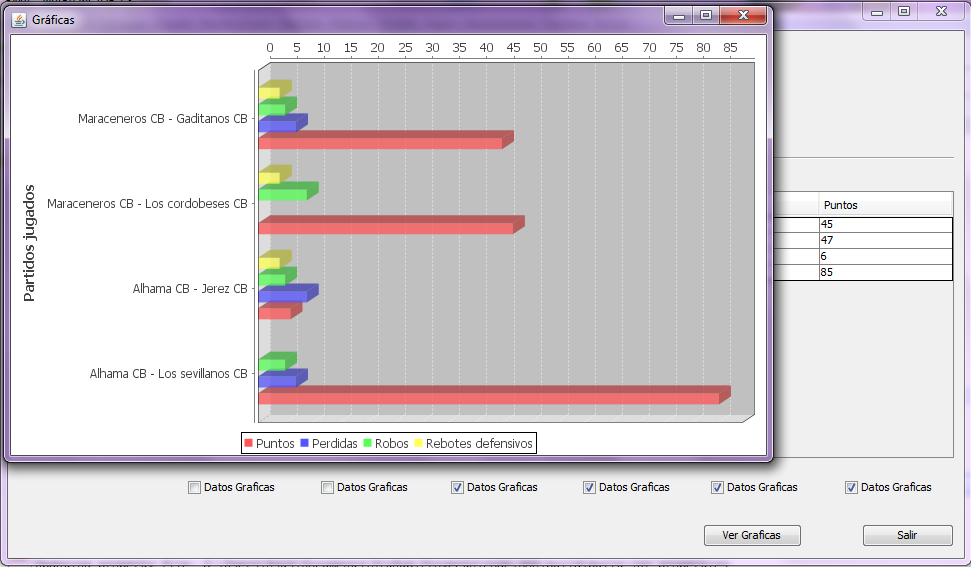 Gráficas
0 5 10 15 20 25 30 35 40 45 50 55 60 65 70 75 80 85
Partidos jugados
Maraceneros CB - Gaditanos CB
Maraceneros CB - Los cordobeses CB
Alhama CB - Jerez CB
Alhama CB - Los sevillanos CB
Puntos Perdidas Robos Rebotes defensivos
Puntos
45
47
6
85
Datos Graficas Datos Graficas Datos Graficas Datos Graficas Datos Graficas Datos Graficas
Ver Graficas Salir